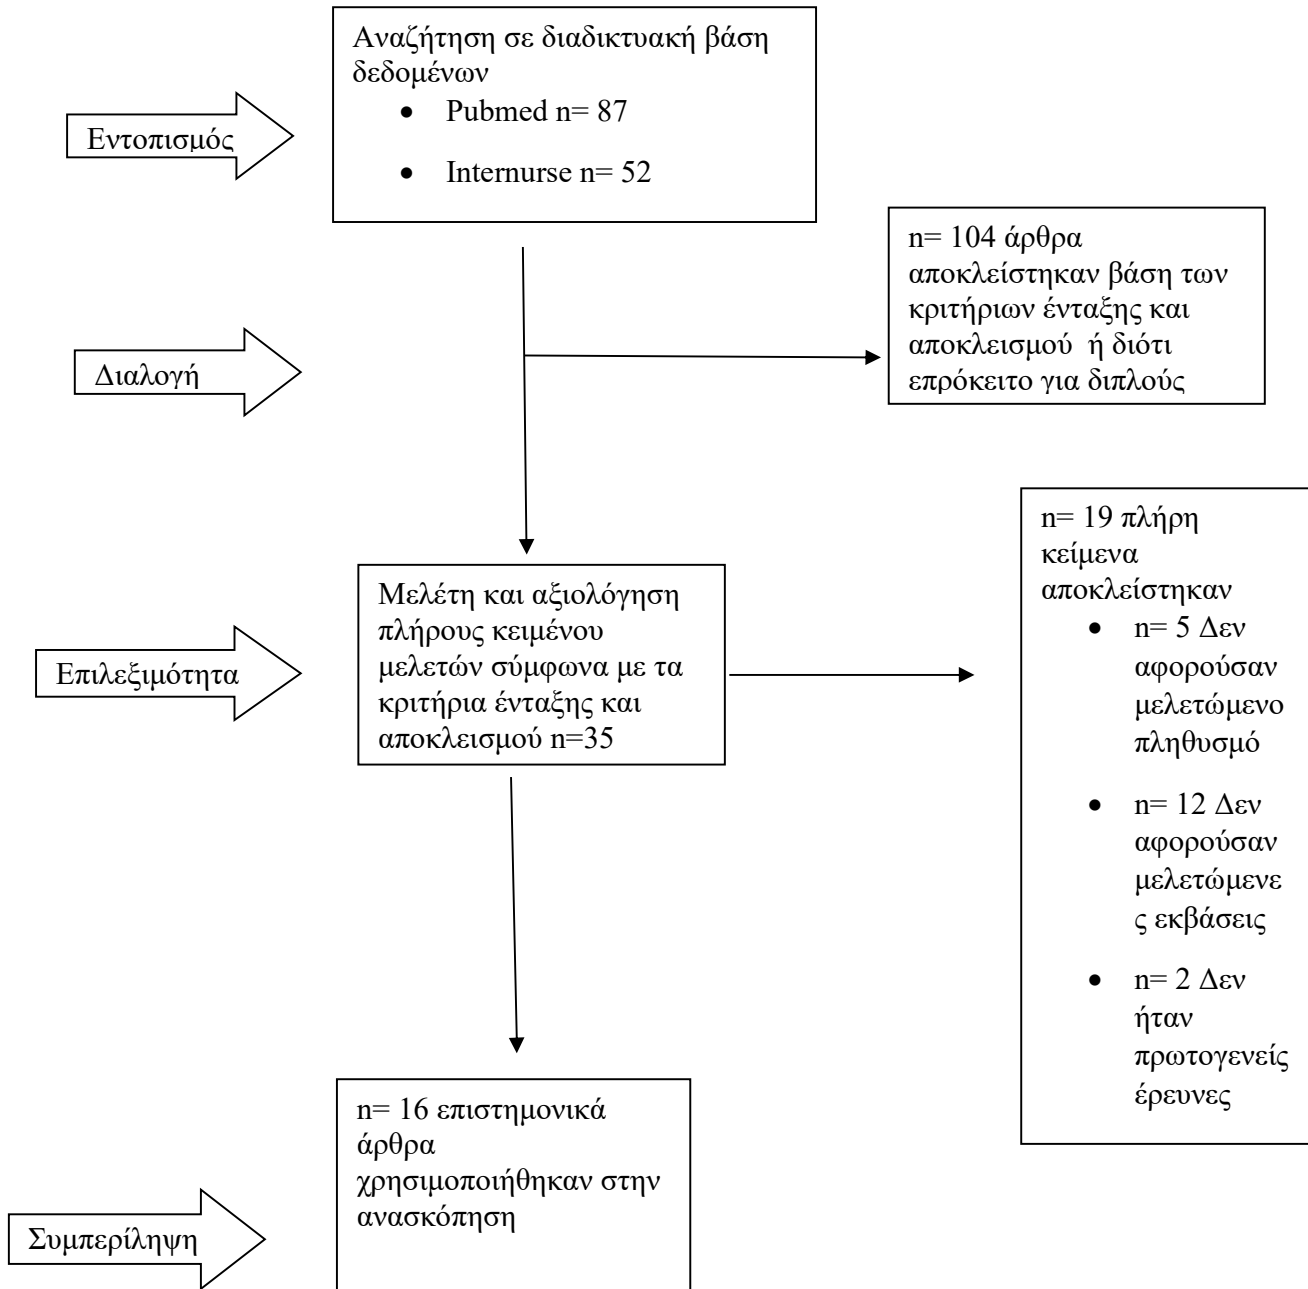 Αναζήτηση σε διαδικτυακή βάση
δεδομένων
• Pubmed n= 87
• Internurse n= 52
Εντοπισμός
n= 104 άρθρα
αποκλείστηκαν βάση των
κριτήριων ένταξης και
αποκλεισμού ή διότι
επρόκειτο για διπλούς
Διαλογή
Μελέτη και αξιολόγηση
πλήρους κειμένου
μελετών σύμφωνα με τα
κριτήρια ένταξης και
αποκλεισμού n=35
Επιλεξιμότητα
n= 19 πλήρη
κείμενα
αποκλείστηκαν
• n= 5 Δεν
αφορούσαν
μελετώμενο
πληθυσμό
• n= 12 Δεν
αφορούσαν
μελετώμενε
ς εκβάσεις
• n= 2 Δεν
ήταν
πρωτογενείς
έρευνες
n= 16 επιστημονικά
άρθρα
χρησιμοποιήθηκαν στην
ανασκόπηση
Συμπερίληψη